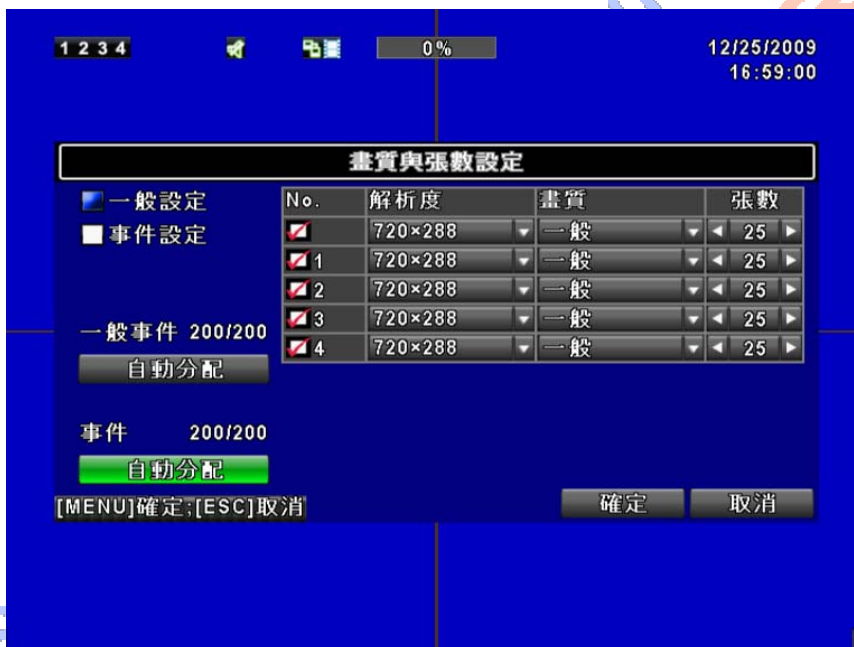 1 2 3 4 0% 12/25/2009
16:59:00
畫質與張數設定
一般設定
事件設定
No. 解析度 畫質 張數
720×288 一般 25
1 720×288 一般 25
2 720×288 一般 25
3 720×288 一般 25
4 720×288 一般 25
一般事件 200/200
自動分配
事件 200/200
自動分配
[MENU]確定;[ESC]取消
確定 取消